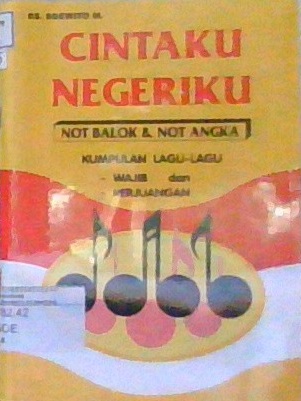 CINTAKU
NEGERIKU
NOT BALOK & NOT ANGKA
KUMPULAN LAGU-LAGU
- WAJIB dan
- PERJUANGAN